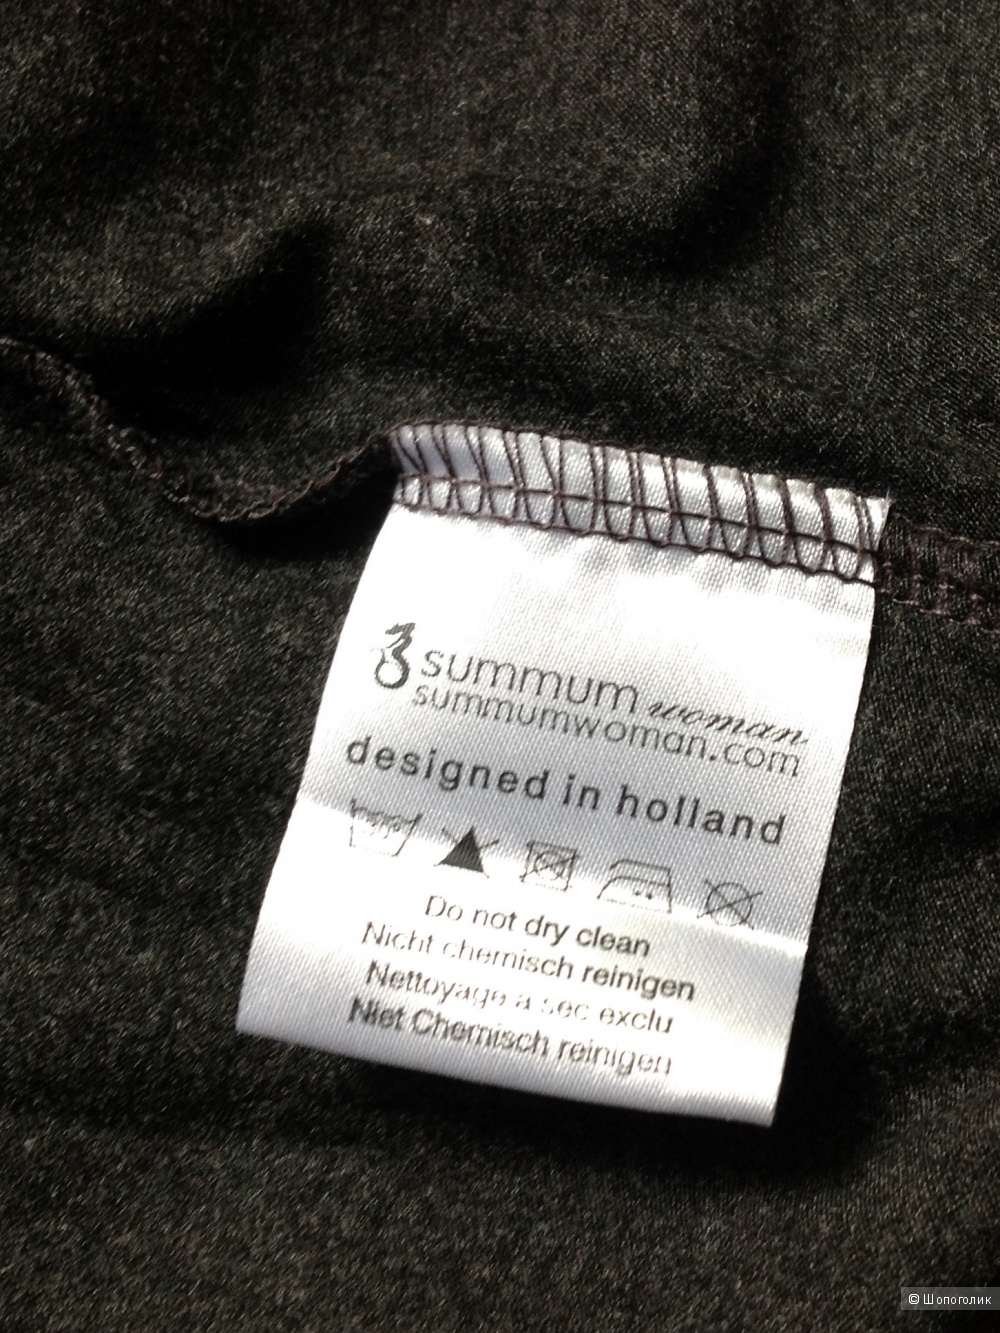 summum woman
summumwoman.com
designed in holland
Do not dry clean
Nicht chemisch reinigen
Nettoyage a sec exclu
Niet Chemisch reinigen
© Шопоголик